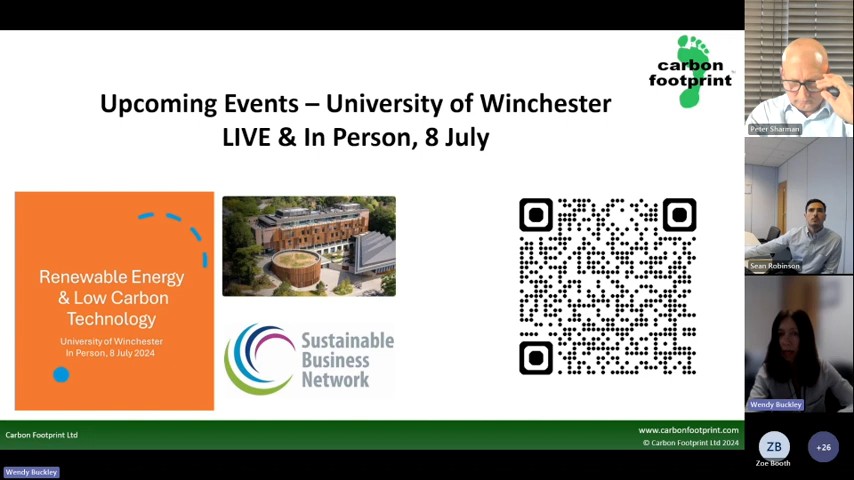 Upcoming Events – University of Winchester
LIVE & In Person, 8 July
carbon
footprint
Renewable Energy
& Low Carbon
Technology
University of Winchester
In Person, 8 July 2024
Sustainable
Business
Network
Carbon Footprint Ltd
www.carbonfootprint.com
© Carbon Footprint Ltd 2024
Wendy Buckley
Peter Sharman
Sean Robinson
Wendy Buckley
ZB
Zoe Booth
+26